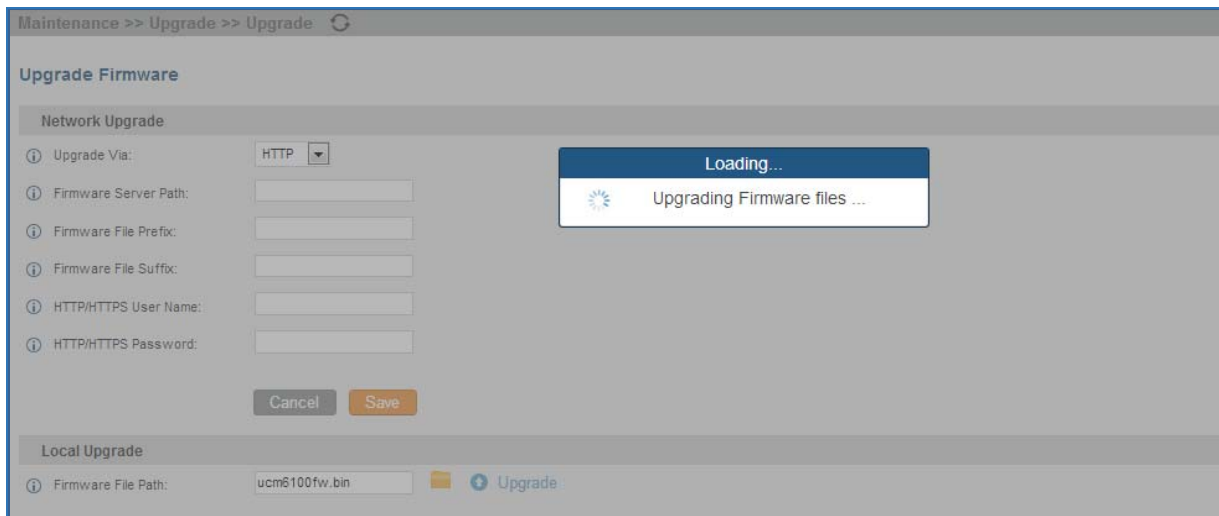 Maintenance >> Upgrade >> Upgrade
Upgrade Firmware
Network Upgrade
Upgrade Via:
HTTP
Firmware Server Path:
Firmware File Prefix:
Firmware File Suffix:
HTTP/HTTPS User Name:
HTTP/HTTPS Password:
Cancel
Save
Loading...
Upgrading Firmware files ...
Local Upgrade
Firmware File Path:
ucm6100fw.bin
Upgrade